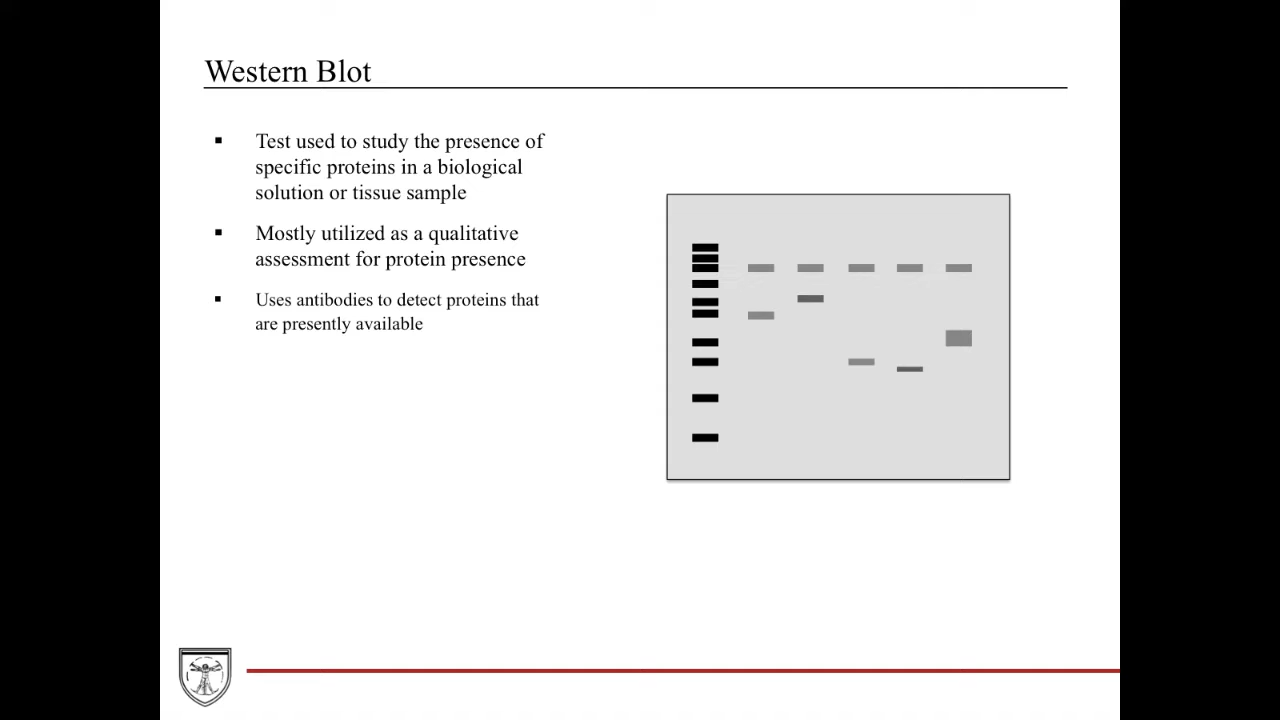 Western Blot
▪ Test used to study the presence of
specific proteins in a biological
solution or tissue sample
▪ Mostly utilized as a qualitative
assessment for protein presence
▪ Uses antibodies to detect proteins that
are presently available